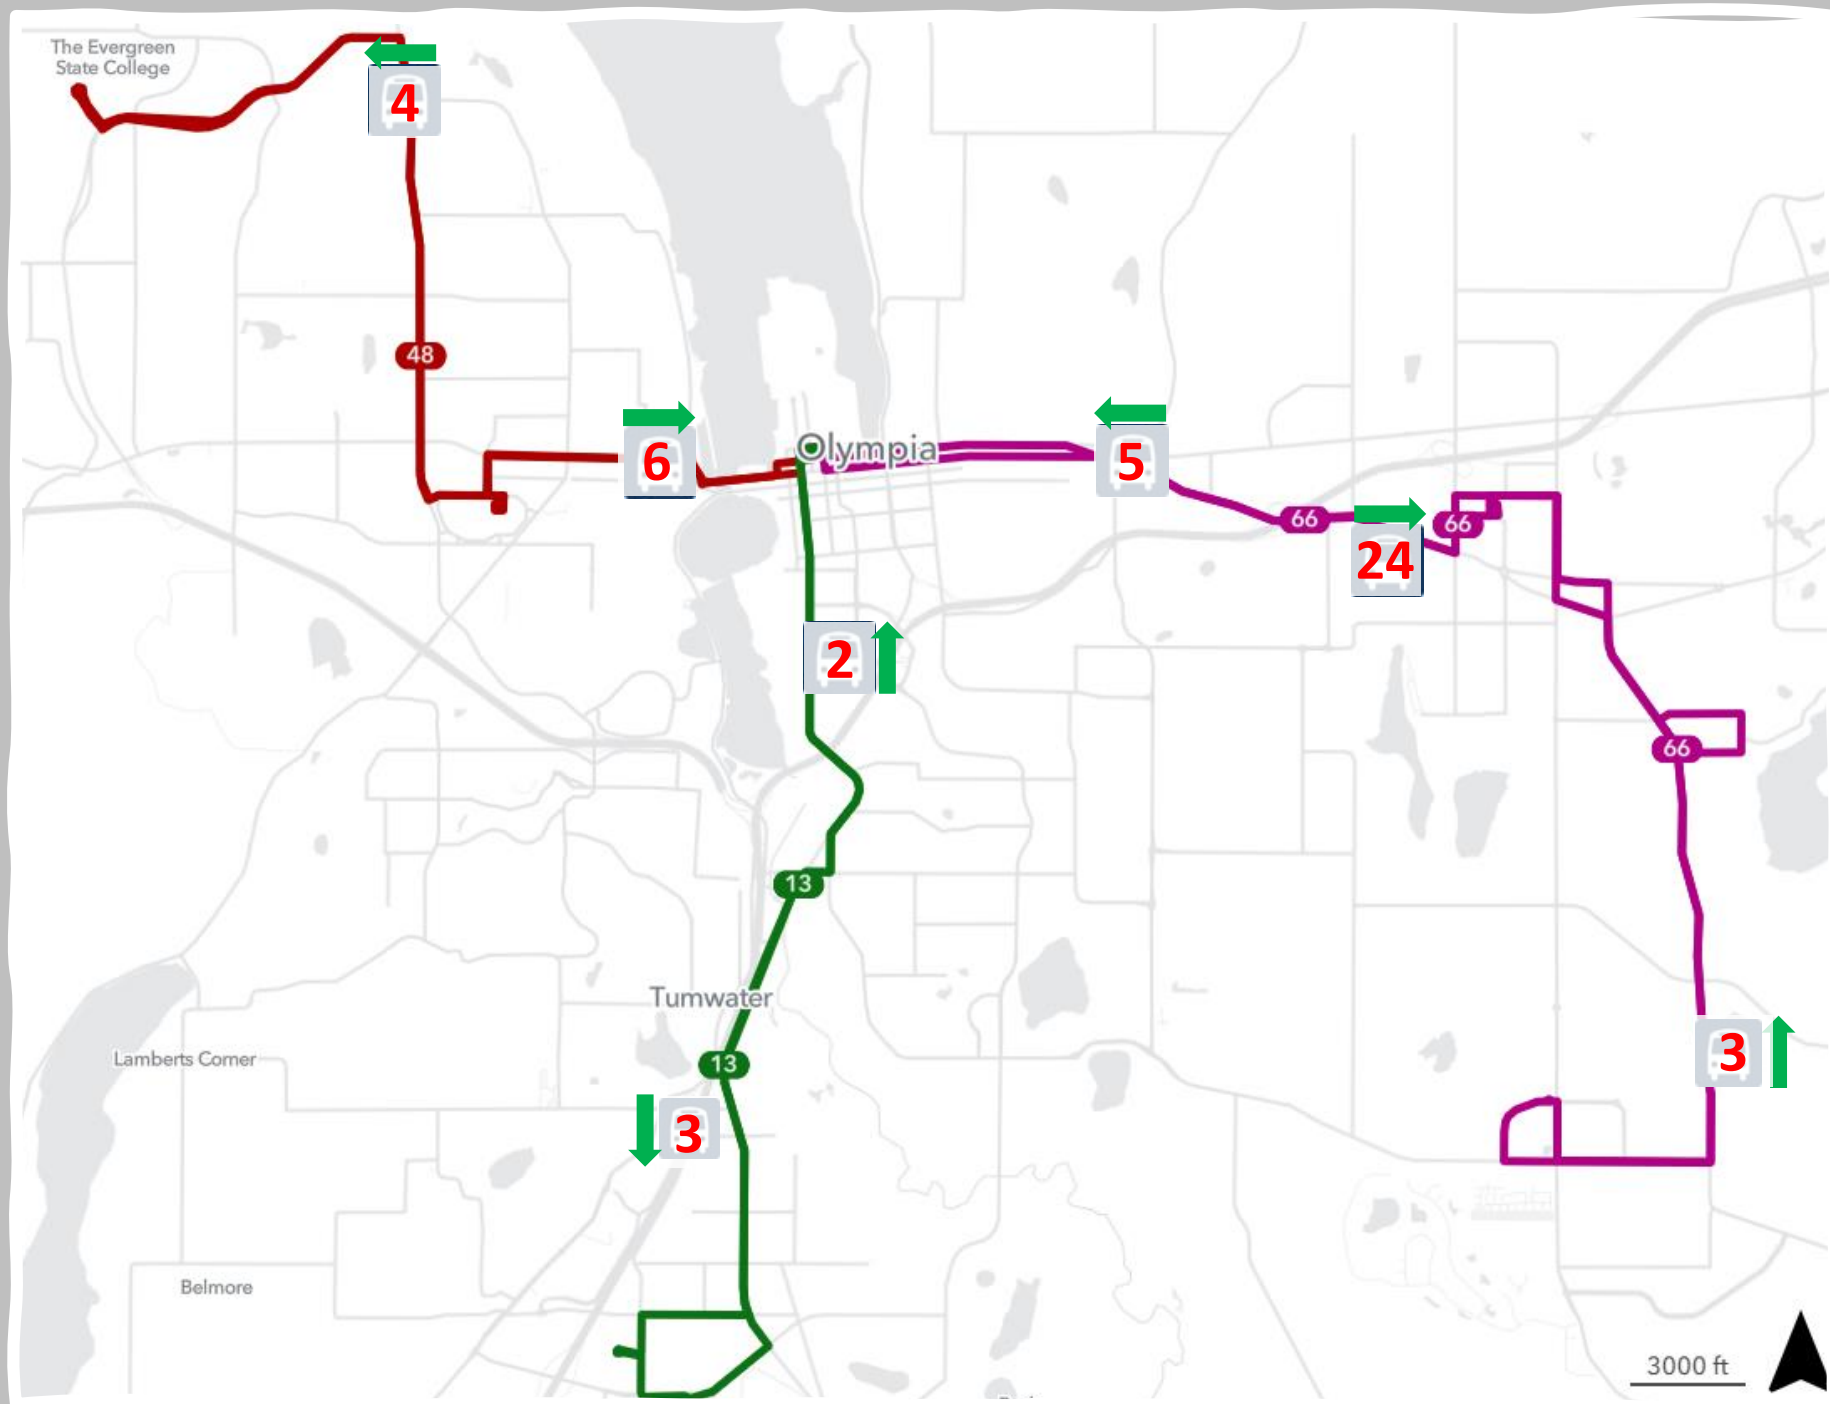 The Evergreen
State College
4
48
6
Olympia
5
66
24
66
2
66
13
Tumwater
3
Lamberts Corner
13
3
Belmore
3000 ft